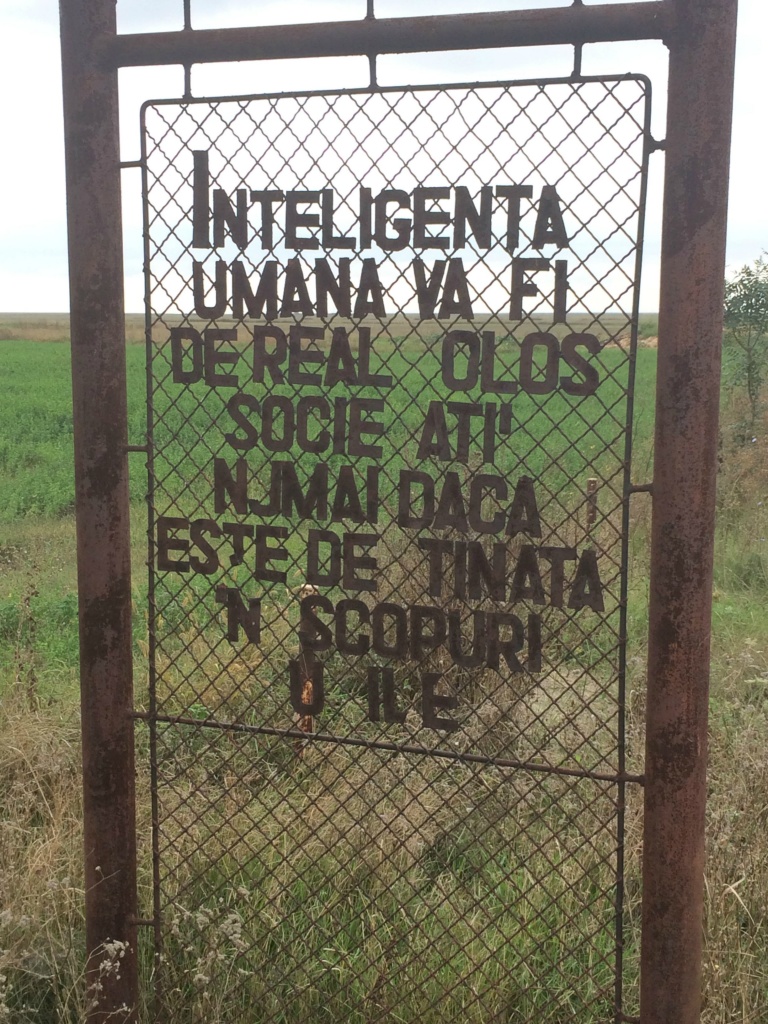 INTELIGENTA
UMANA VA FI
DE REAL OLOS
SOCIE ATI'
NJMAI DACA
ESTE DE TINATA
'N SCOPURI
U ILE